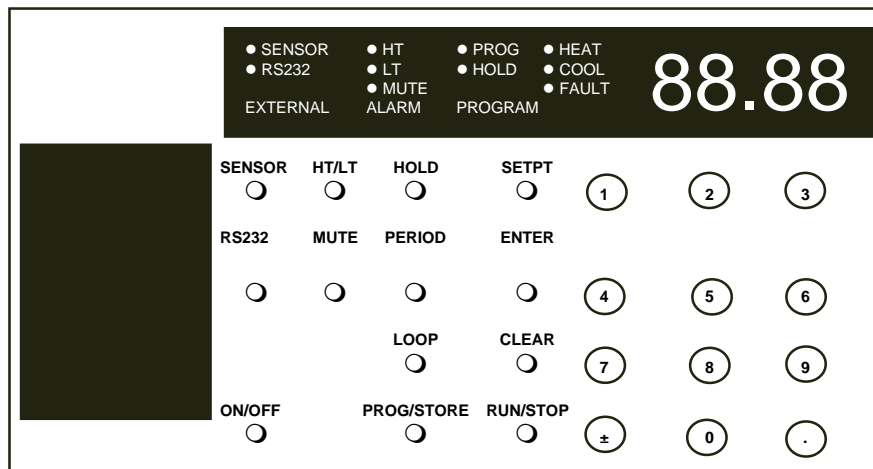 SENSOR HT PROG HEAT
RS232 LT HOLD COOL
MUTE FAULT
EXTERNAL ALARM PROGRAM
88.88
SENSOR HT/LT HOLD SETPT
1 2 3
RS232 MUTE PERIOD ENTER
4 5 6
LOOP CLEAR
7 8 9
ON/OFF PROG/STORE RUN/STOP
± 0 .